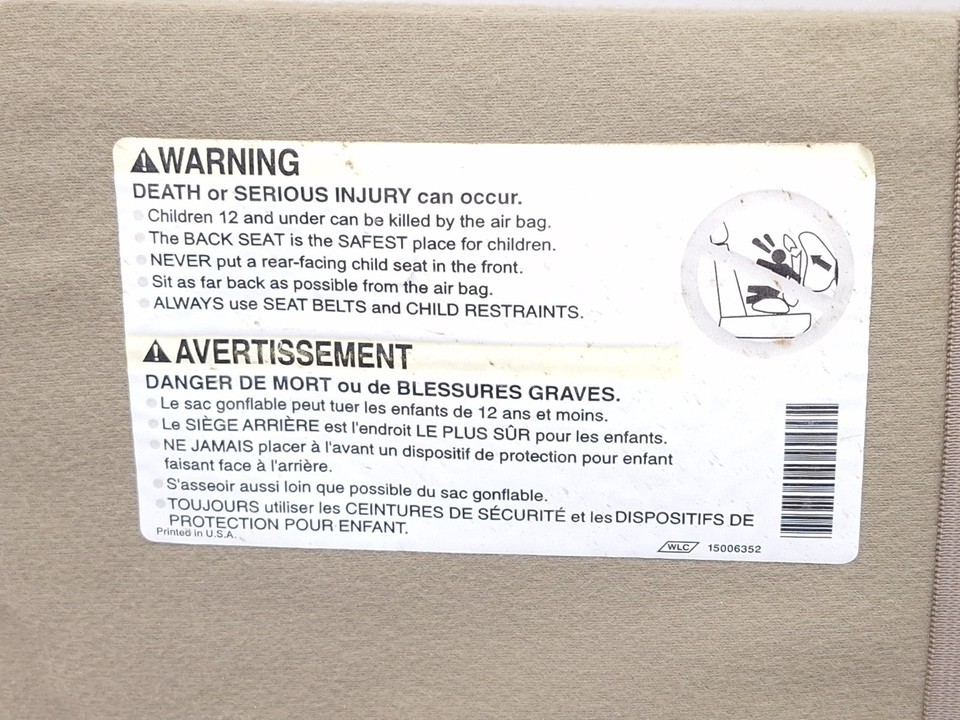 WARNING
DEATH or SERIOUS INJURY can occur.
Children 12 and under can be killed by the air bag.
The BACK SEAT is the SAFEST place for children.
NEVER put a rear-facing child seat in the front.
Sit as far back as possible from the air bag.
ALWAYS use SEAT BELTS and CHILD RESTRAINTS.
AVERTISSEMENT
DANGER DE MORT ou de BLESSURES GRAVES.
Le sac gonflable peut tuer les enfants de 12 ans et moins.
Le SIÈGE ARRIÈRE est l'endroit LE PLUS SÛR pour les enfants.
NE JAMAIS placer à l'avant un dispositif de protection pour enfant
faisant face à l'arrière.
S'asseoir aussi loin que possible du sac gonflable.
TOUJOURS utiliser les CEINTURES DE SÉCURITÉ et les DISPOSITIFS DE
PROTECTION POUR ENFANT.
Printed in U.S.A.
WLC 15006352